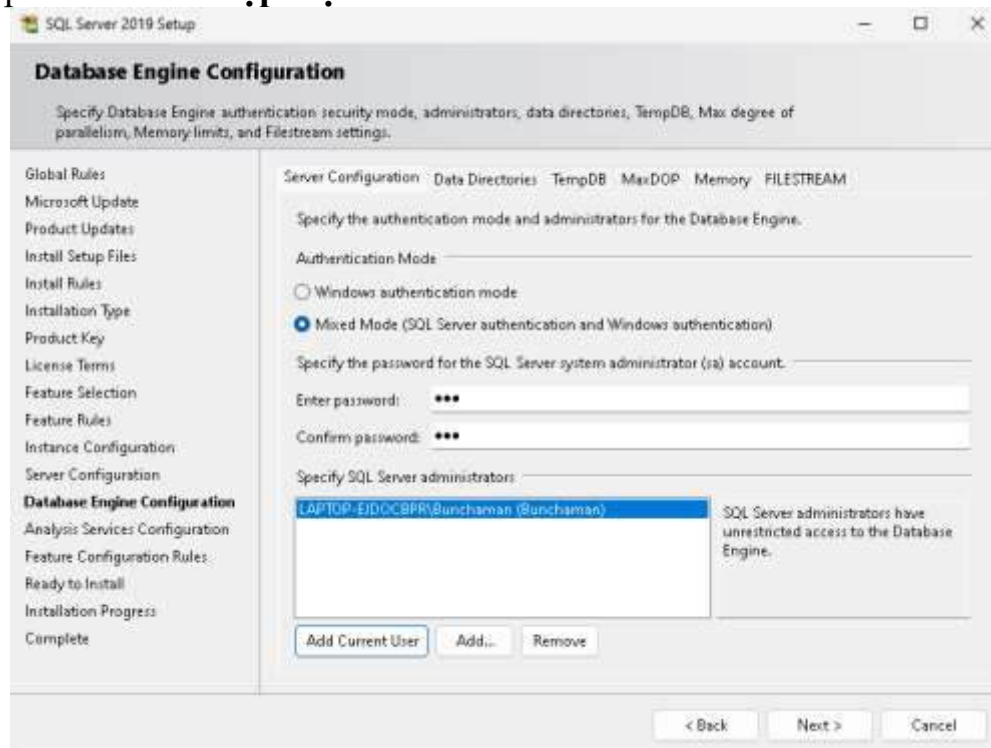 SQL Server 2019 Setup
Database Engine Configuration
Specify Database Engine authentication security mode, administrators, data directories, TempDB, Max degree of
parallelism, Memory limits, and Filestream settings.
Global Rules
Microsoft Update
Product Updates
Install Setup Files
Install Rules
Installation Type
Product Key
License Terms
Feature Selection
Feature Rules
Instance Configuration
Server Configuration
Database Engine Configuration
Analysis Services Configuration
Feature Configuration Rules
Ready to Install
Installation Progress
Complete
Server Configuration Data Directories TempDB MaxDOP Memory FILESTREAM
Specify the authentication mode and administrators for the Database Engine.
Authentication Mode
Windows authentication mode
Mixed Mode (SQL Server authentication and Windows authentication)
Specify the password for the SQL Server system administrator (sa) account.
Enter password: •••
Confirm password: •••
Specify SQL Server administrators
LAPTOP-EJDOCBPR\Bunchaman (Bunchaman)
SQL Server administrators have
unrestricted access to the Database
Engine.
Add Current User Add... Remove
< Back Next > Cancel